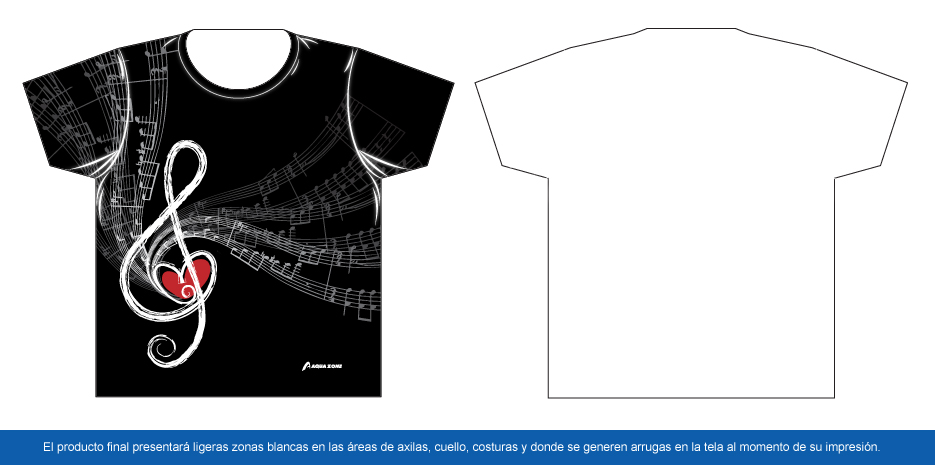 AQUA ZONE
El producto final presentará ligeras zonas blancas en las áreas de axilas, cuello, costuras y donde se generen arrugas en la tela al momento de su impresión.